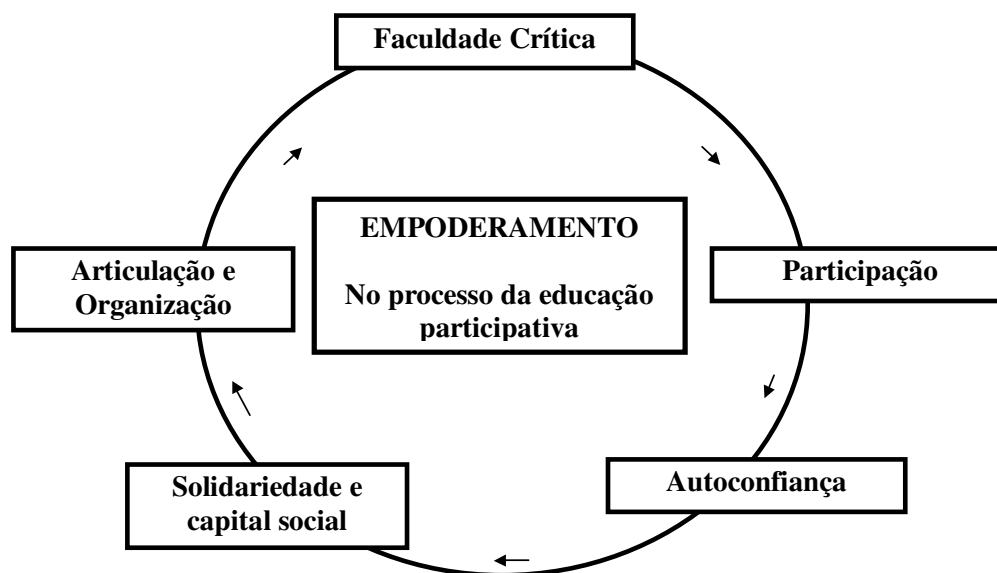 Faculdade Crítica
EMPODERAMENTO
No processo da educação
participativa
Articulação e
Organização
Participação
Solidariedade e
capital social
Autoconfiança